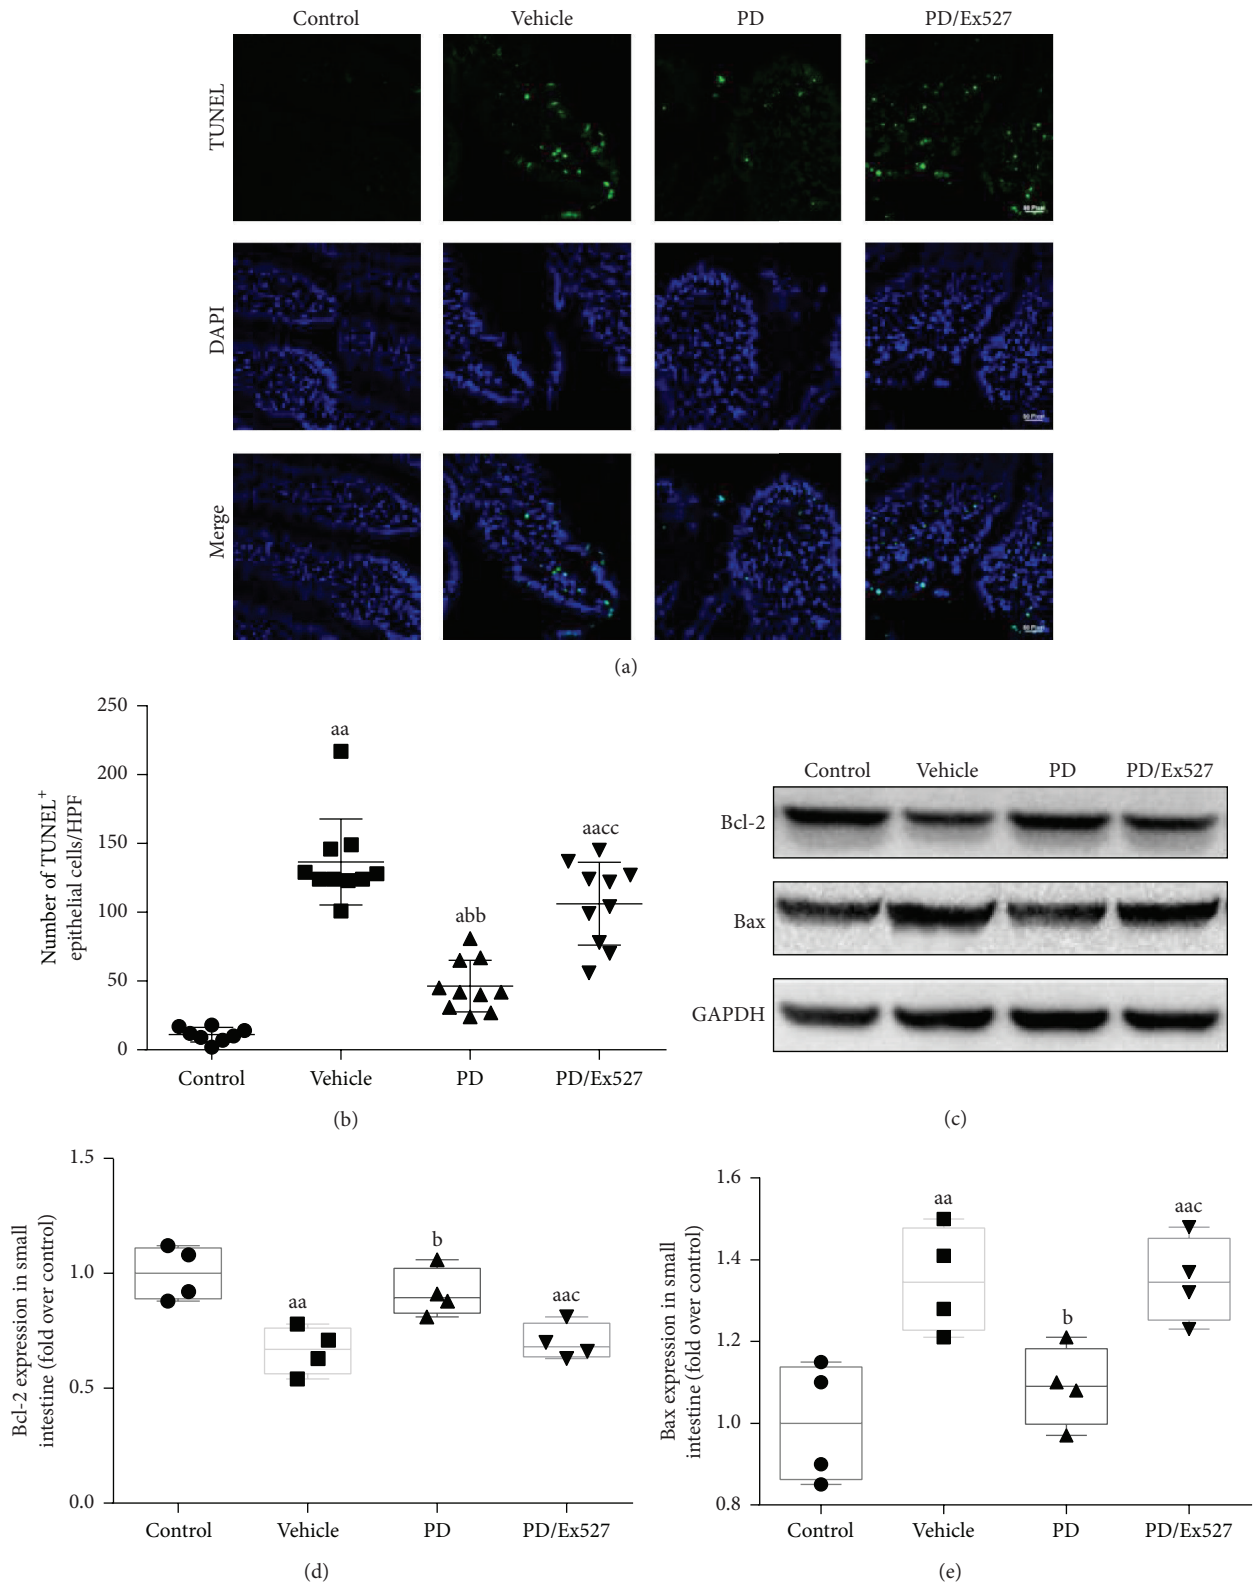 (a)
Control Vehicle PD PD/Ex527
TUNEL
DAPI
Merge
50 Pixel
50 Pixel
(a)
250
200
150
100
50
0
Number of TUNEL+
epithelial cells/HPF
aa
abb
aacc
Control Vehicle PD PD/Ex527
(b)
Control Vehicle PD PD/Ex527
Bcl-2
Bax
GAPDH
(c)
1.5
1.0
0.5
0.0
Bcl-2 expression in small
intestine (fold over control)
aa
b
aac
Control Vehicle PD PD/Ex527
(d)
1.6
1.4
1.2
1.0
0.8
Bax expression in small
intestine (fold over control)
aa
b
aac
Control Vehicle PD PD/Ex527
(e)